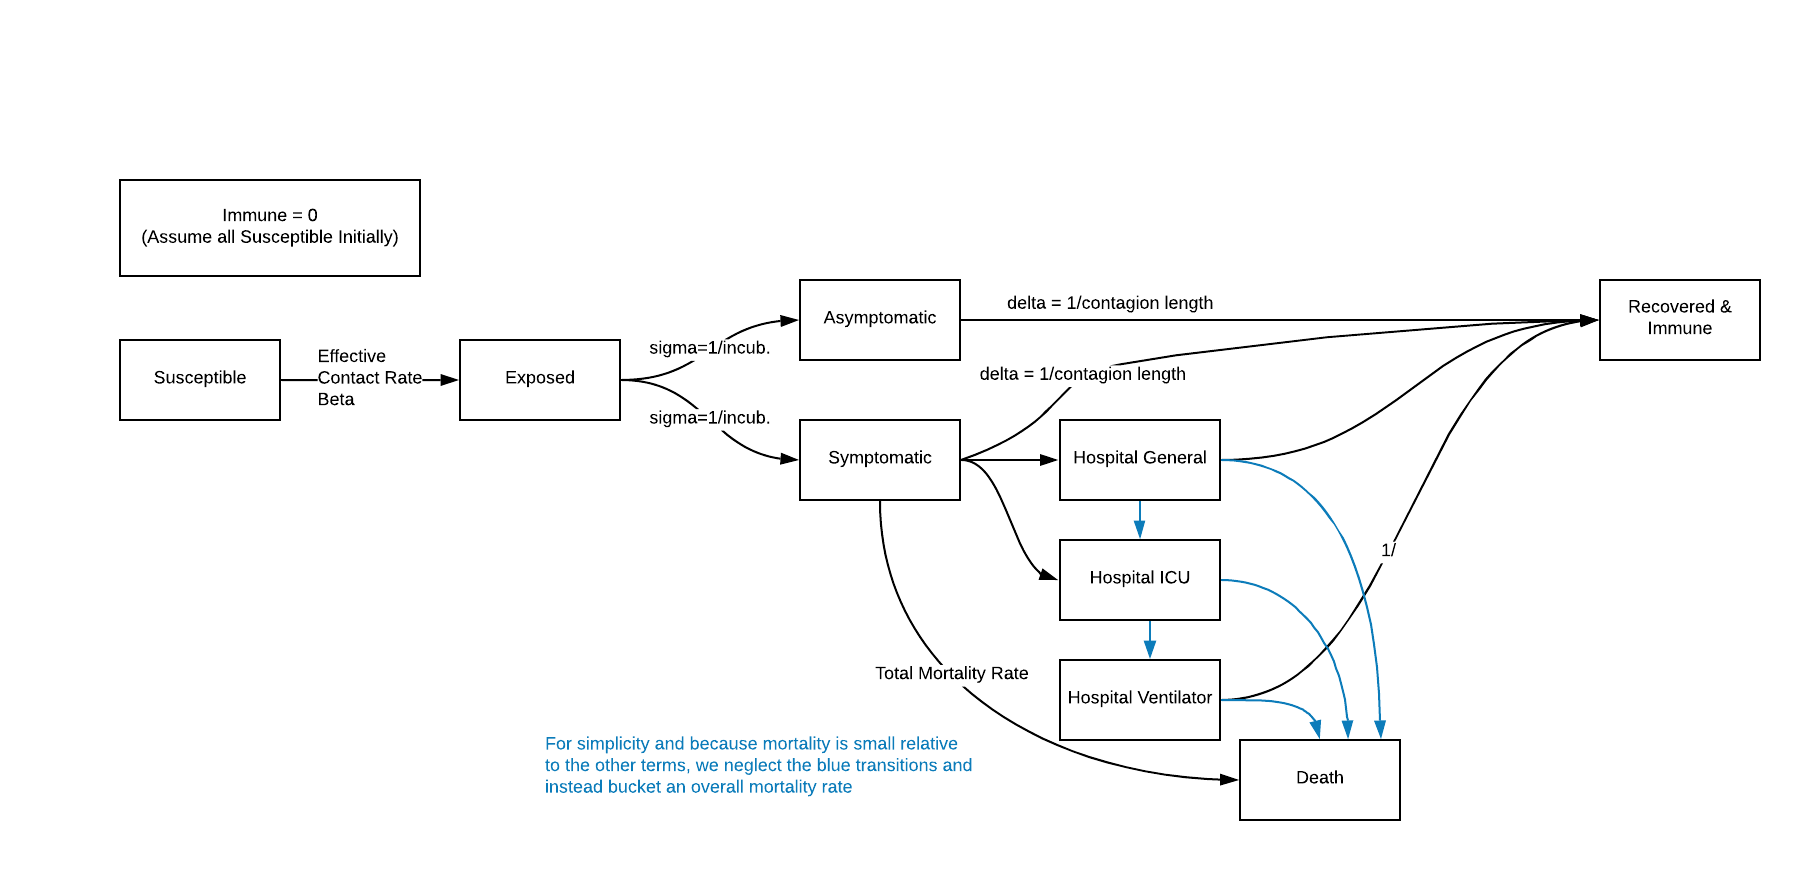 Immune = 0
(Assume all Susceptible Initially)
Susceptible
Effective
Contact Rate
Beta
Exposed
sigma=1/incub.
sigma=1/incub.
Asymptomatic
delta = 1/contagion length
Recovered &
Immune
delta = 1/contagion length
Symptomatic
Hospital General
Hospital ICU
1/
Total Mortality Rate
Hospital Ventilator
For simplicity and because mortality is small relative
to the other terms, we neglect the blue transitions and
instead bucket an overall mortality rate
Death